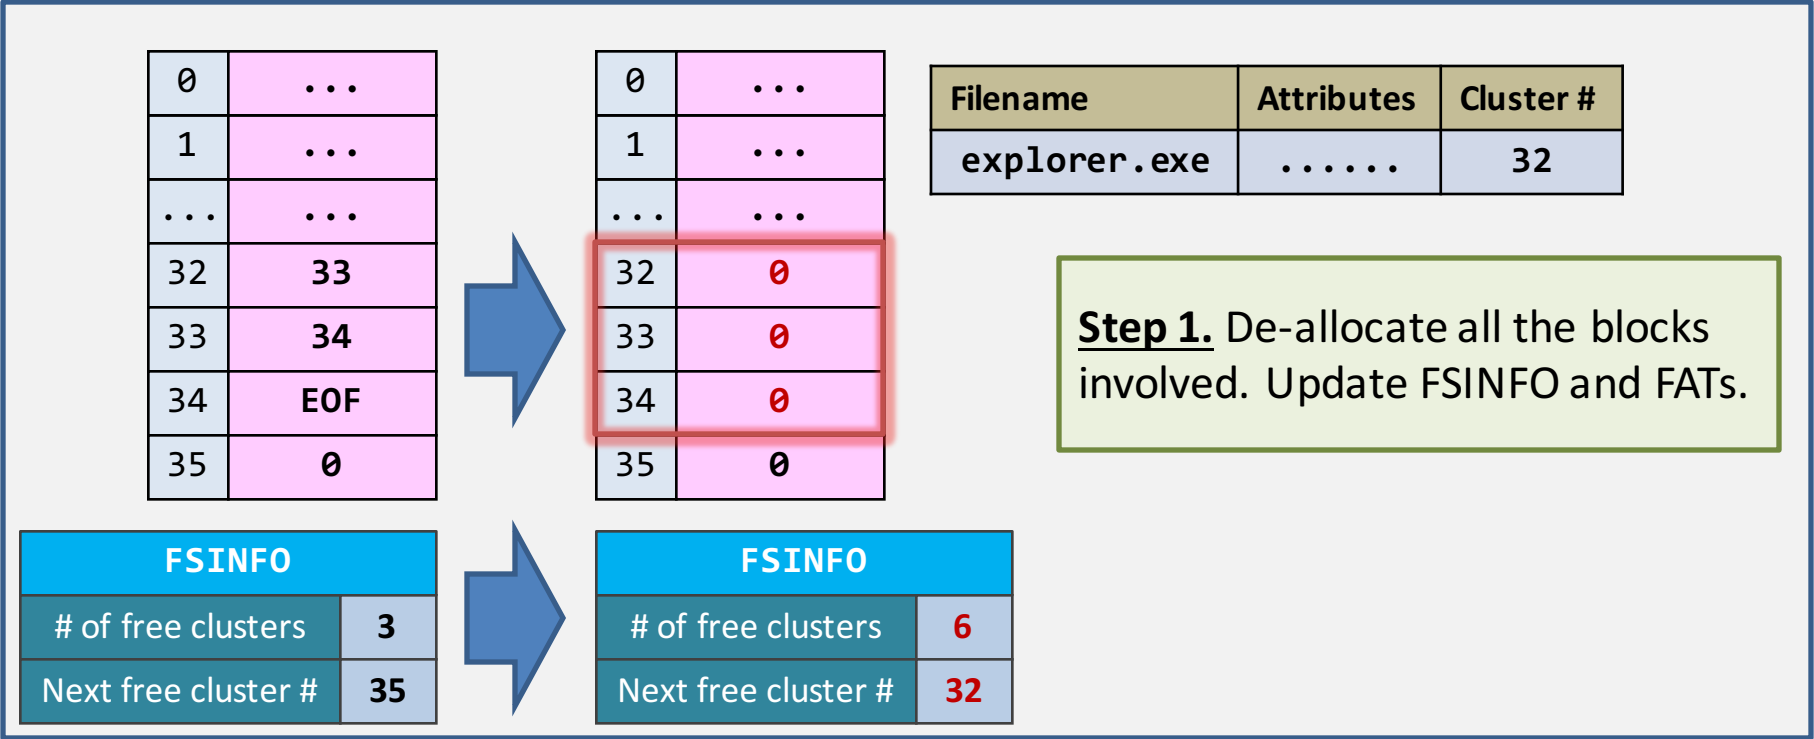 0 ...
1 ...
... ...
32 33
33 34
34 EOF
35 0
0 ...
1 ...
... ...
32 0
33 0
34 0
35 0
Filename Attributes Cluster #
explorer.exe ...... 32
Step 1. De-allocate all the blocks
involved. Update FSINFO and FATs.
FSINFO
# of free clusters 3
Next free cluster # 35
FSINFO
# of free clusters 6
Next free cluster # 32